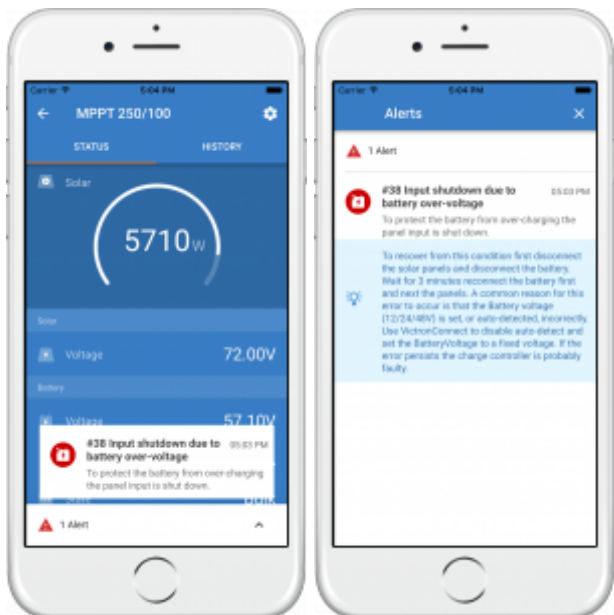 Carrier 5:04 PM
MPPT 250/100
STATUS HISTORY
Solar
5710W
Solar
Voltage 72.00V
Battery
Voltage 57.10V
#38 Input shutdown due to 05:03 PM
battery over-voltage
To protect the battery from over-charging
the panel input is shut down.
State Bulk
1 Alert
Carrier 5:04 PM
Alerts
1 Alert
#38 Input shutdown due to 05:03 PM
battery over-voltage
To protect the battery from over-charging the
panel input is shut down.
To recover from this condition first disconnect
the solar panels and disconnect the battery.
Wait for 3 minutes reconnect the battery first
and next the panels. A common reason for this
error to occur is that the Battery voltage
(12/24/48V) is set, or auto-detected, incorrectly.
Use VictronConnect to disable auto-detect and
set the BatteryVoltage to a fixed voltage. If the
error persists the charge controller is probably
faulty.